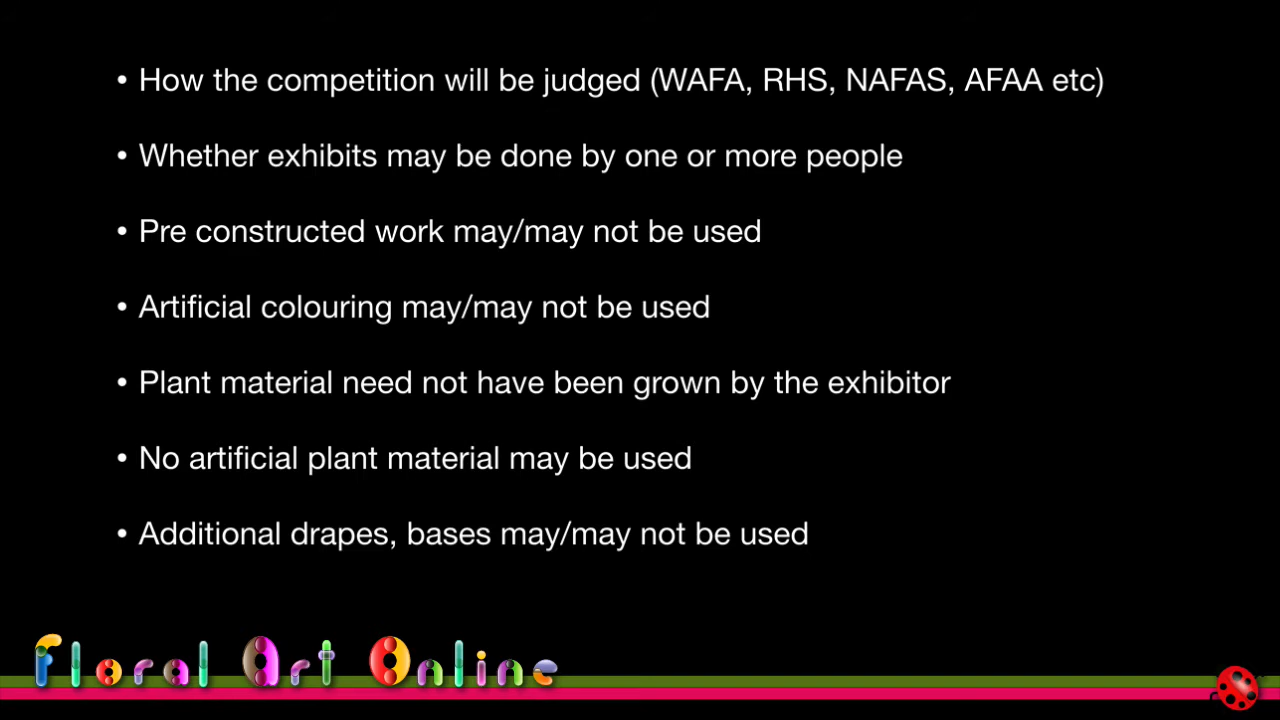 • How the competition will be judged (WAFA, RHS, NAFAS, AFAA etc)
• Whether exhibits may be done by one or more people
• Pre constructed work may/may not be used
• Artificial colouring may/may not be used
• Plant material need not have been grown by the exhibitor
• No artificial plant material may be used
• Additional drapes, bases may/may not be used
Floral Art Online